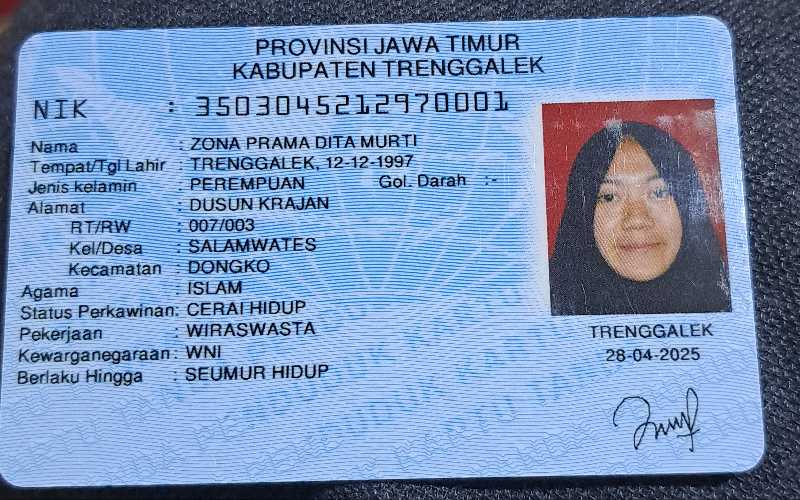 PROVINSI JAWA TIMUR
KABUPATEN TRENGGALEK
NIK : 3503045212970001
Nama : ZONA PRAMA DITA MURTI
Tempat/Tgl Lahir : TRENGGALEK, 12-12-1997
Jenis kelamin : PEREMPUAN Gol. Darah :-
Alamat : DUSUN KRAJAN
RT/RW : 007/003
Kel/Desa : SALAMWATES
Kecamatan : DONGKO
Agama : ISLAM
Status Perkawinan: CERAI HIDUP
Pekerjaan : WIRASWASTA
Kewarganegaraan: WNI
Berlaku Hingga : SEUMUR HIDUP
TRENGGALEK
28-04-2025